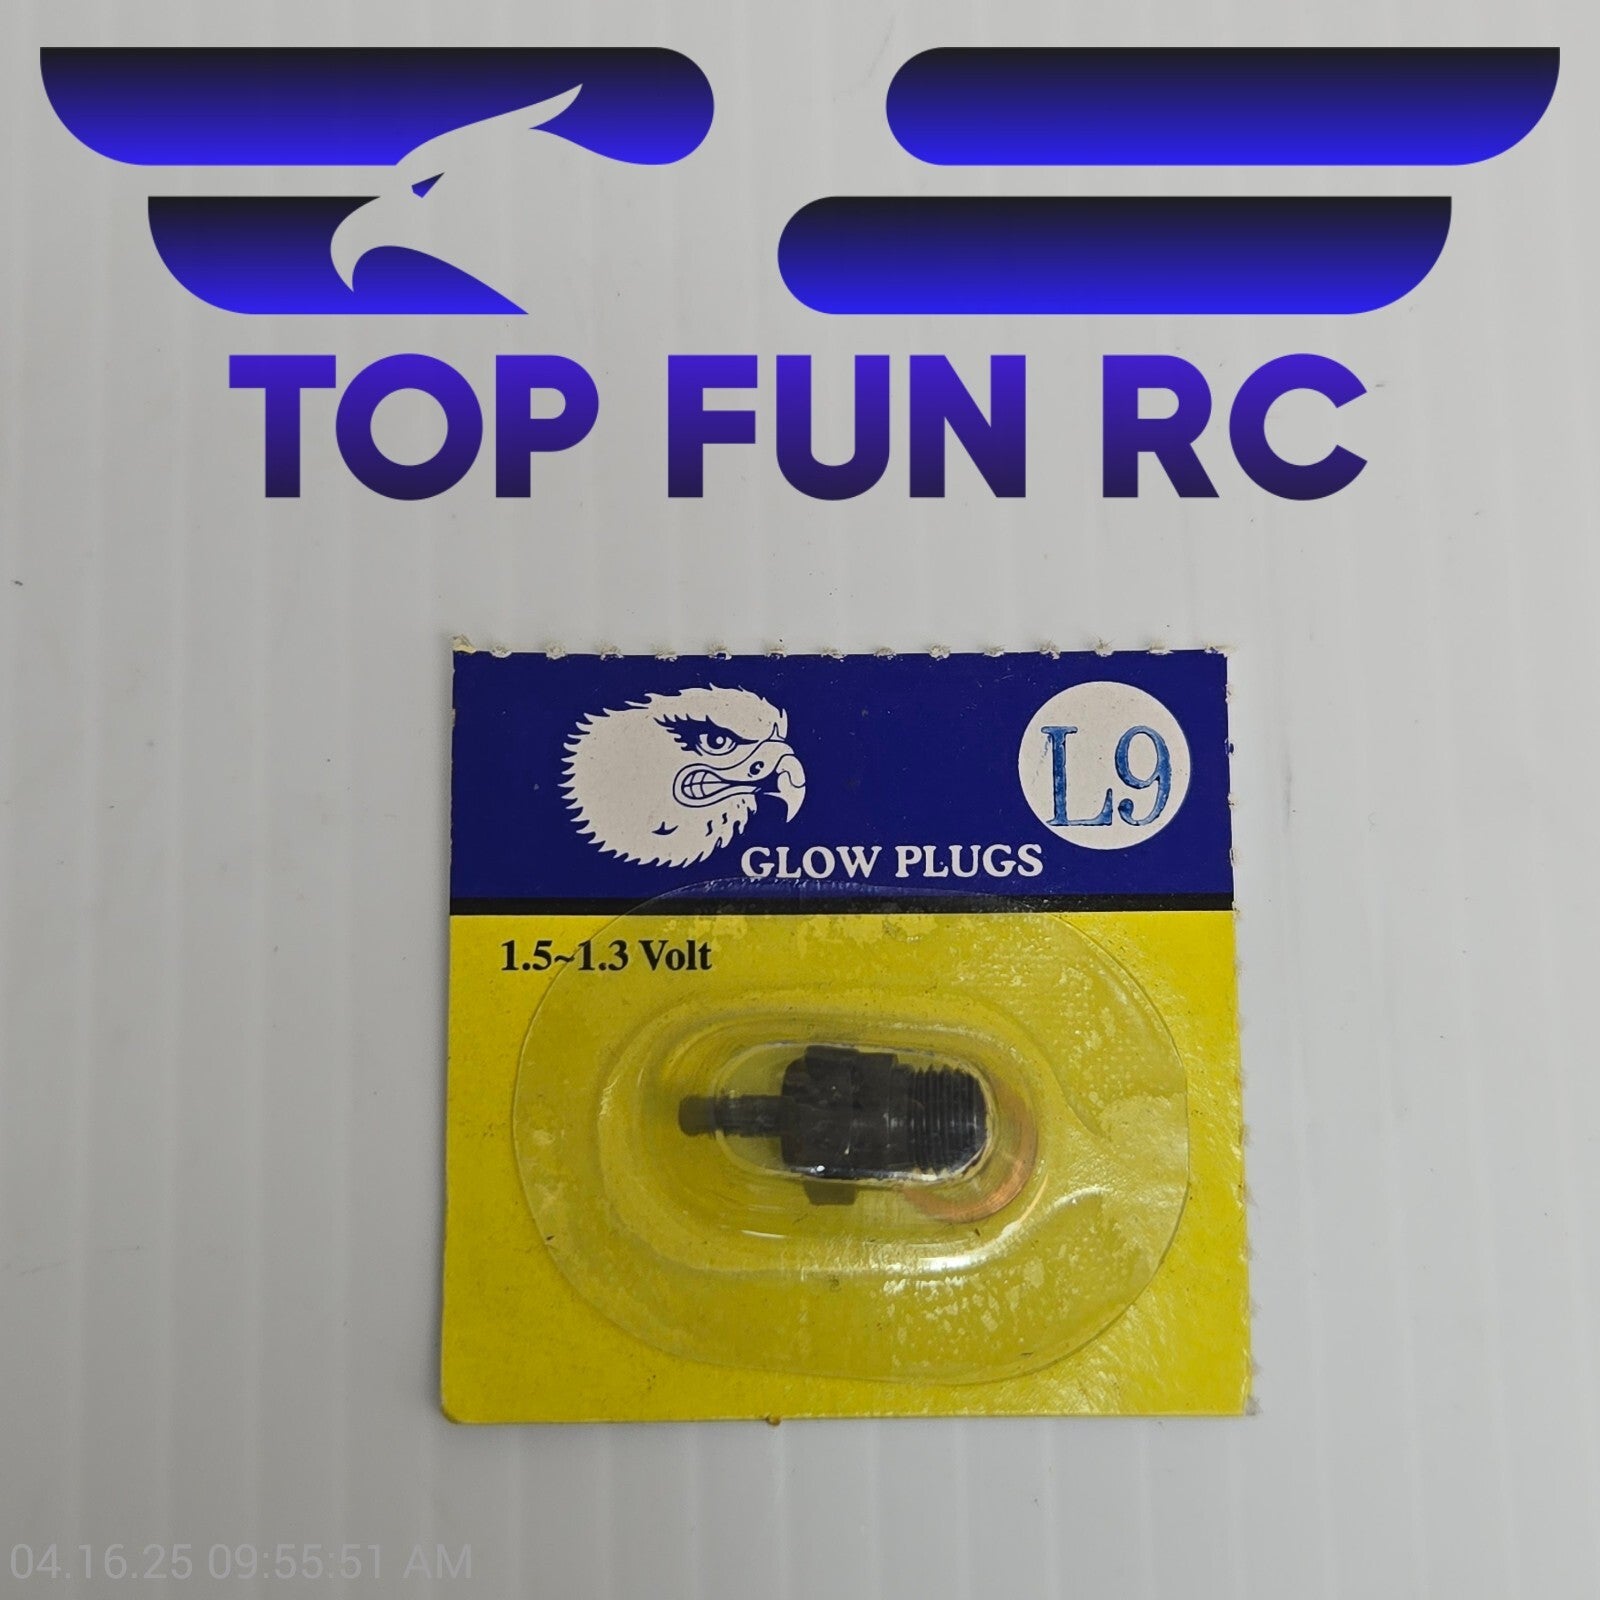 TOP FUN RC
L9
GLOW PLUGS
1.5~1.3 Volt
04.16.25 09:55:51 AM